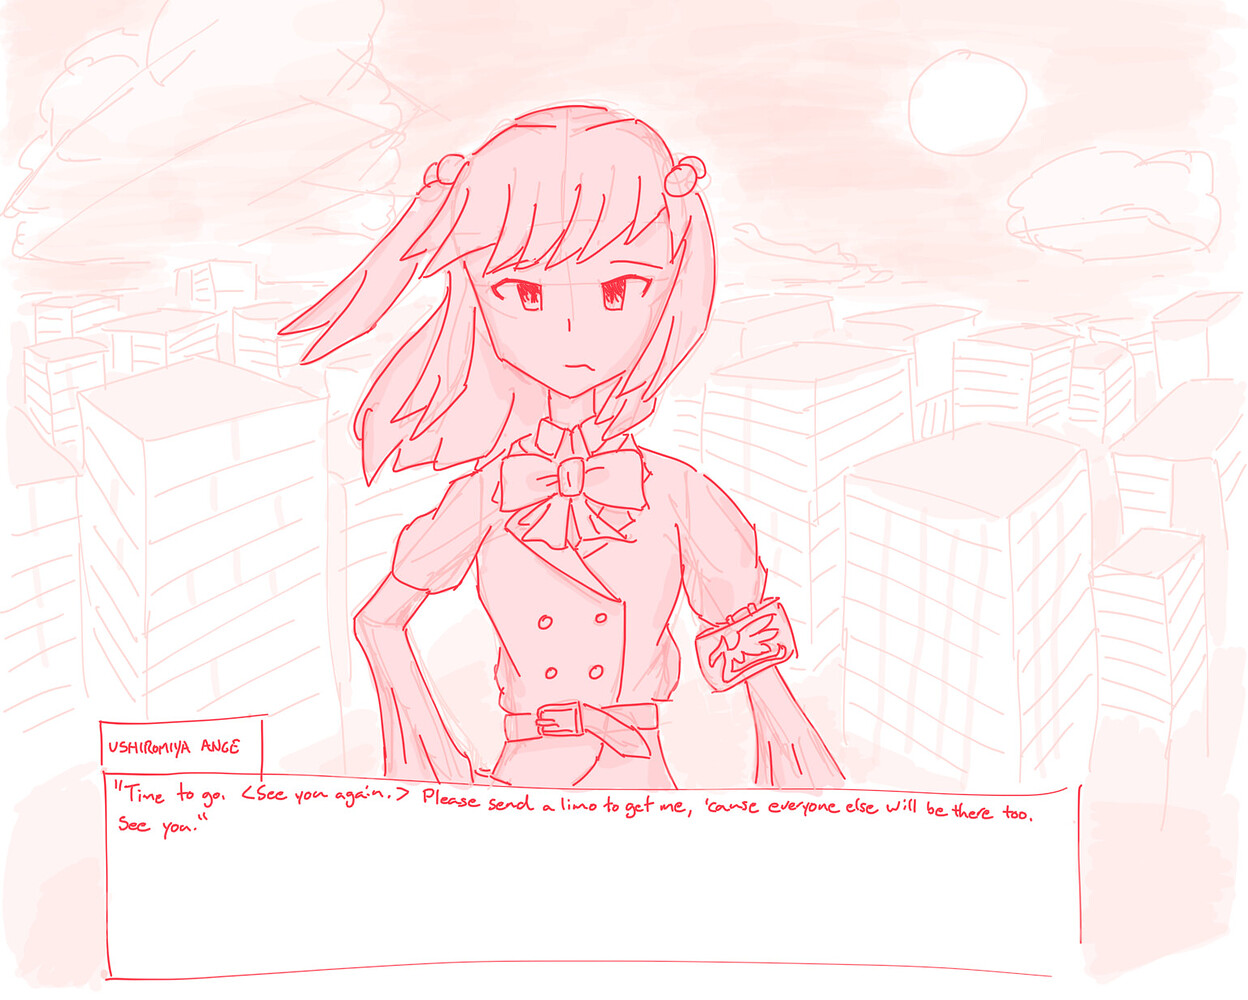 USHIROMIYA ANGE
"Time to go. <See you again.> Please send a limo to get me, 'cause everyone else will be there too.
See you."